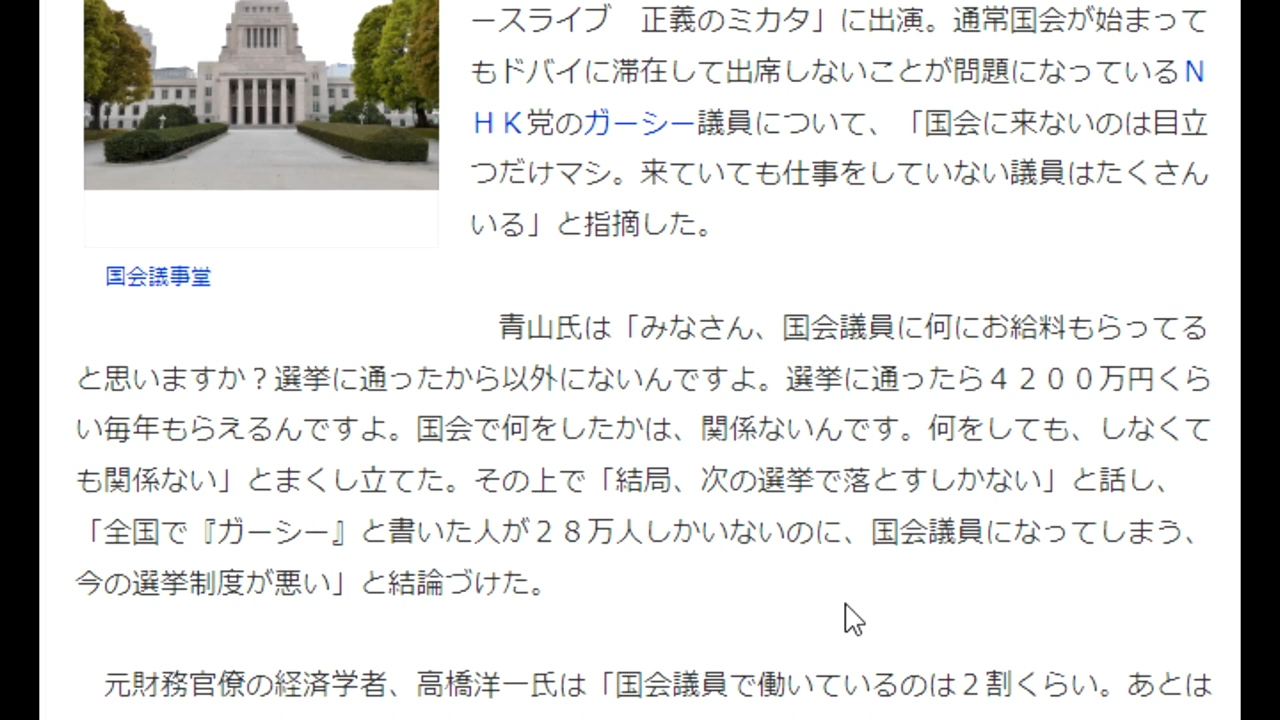 ースライブ　正義のミカタ」に出演。通常国会が始まって
もドバイに滞在して出席しないことが問題になっているＮ
ＨＫ党のガーシー議員について、「国会に来ないのは目立
つだけマシ。来ていても仕事をしていない議員はたくさん
いる」と指摘した。
国会議事堂
青山氏は「みなさん、国会議員に何にお給料もらってる
と思いますか？選挙に通ったから以外にないんですよ。選挙に通ったら４２００万円くら
い毎年もらえるんですよ。国会で何をしたかは、関係ないんです。何をしても、しなくて
も関係ない」とまくし立てた。その上で「結局、次の選挙で落とすしかない」と話し、
「全国で『ガーシー』と書いた人が２８万人しかいないのに、国会議員になってしまう、
今の選挙制度が悪い」と結論づけた。
元財務官僚の経済学者、高橋洋一氏は「国会議員で働いているのは２割くらい。あとは